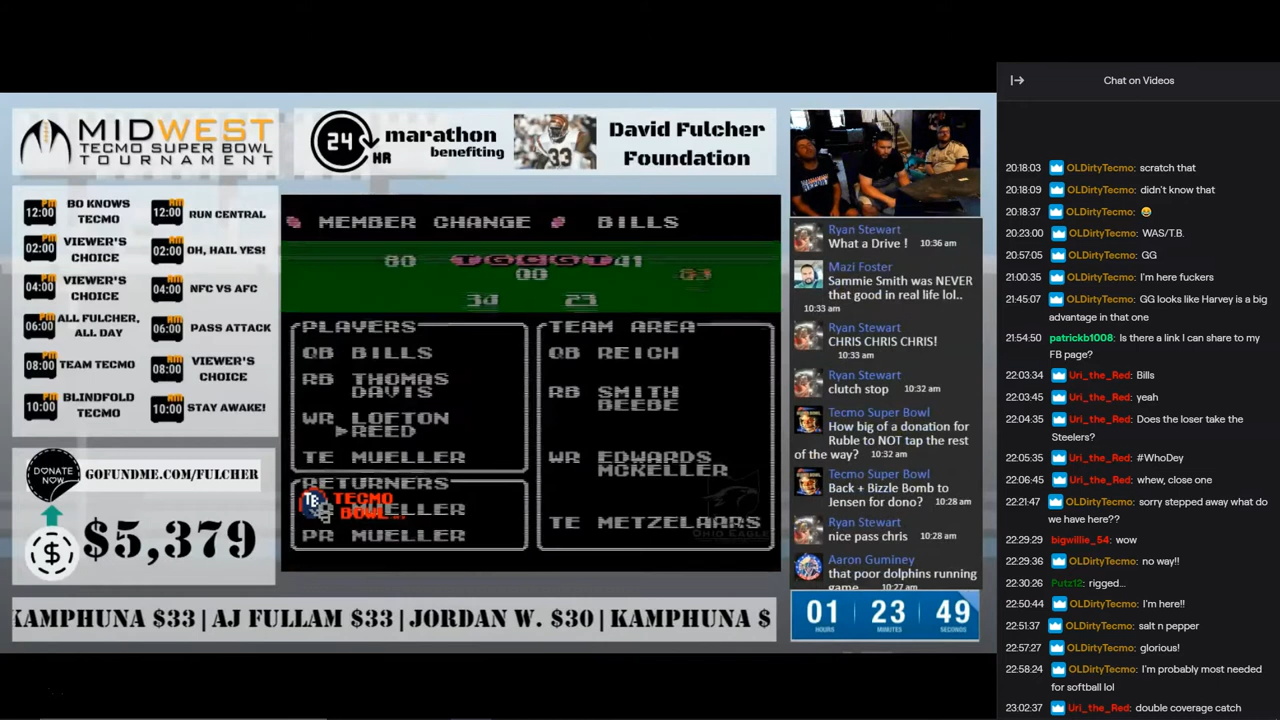 MIDWEST
TECMO SUPER BOWL
TOURNAMENT
24
HR
marathon
benefiting
33
David Fulcher
Foundation
Pm
12:00
BO KNOWS
TECMO
02:00
VIEWER'S
CHOICE
04:00
VIEWER'S
CHOICE
06:00
ALL FULCHER,
ALL DAY
08:00
TEAM TECMO
10:00
BLINDFOLD
TECMO
12:00
RUN CENTRAL
02:00
OH, HAIL YES!
04:00
NFC VS AFC
06:00
PASS ATTACK
08:00
VIEWER'S
CHOICE
10:00
STAY AWAKE!
DONATE
NOW
GOFUNDME.COM/FULCHER
$
$5,379
KAMPHUNA $33 | AJ FULLAM $33 | JORDAN W. $30 | KAMPHUNA $
MEMBER CHANGE BILLS
80 TGCGT 41
00 83
34 23
PLAYERS
QB BILLS
RB THOMAS
DAVIS
WR LOFTON
REED
TE MUELLER
RETURNERS
MUELLER
PR MUELLER
TB TECMO
BOWL...
TEAM AREA
QB REICH
RB SMITH
BEEBE
WR EDWARDS
MCKELLER
TE METZELAARS
OHIO EAGLE
Ryan Stewart
What a Drive ! 10:36 am
Mazi Foster
Sammie Smith was NEVER
that good in real life lol..
10:33 am
Ryan Stewart
CHRIS CHRIS CHRIS!
10:33 am
Ryan Stewart
clutch stop 10:32 am
Tecmo Super Bowl
How big of a donation for
Ruble to NOT tap the rest
of the way? 10:32 am
Tecmo Super Bowl
Back + Bizzle Bomb to
Jensen for dono? 10:28 am
Ryan Stewart
nice pass chris 10:28 am
Aaron Guminey
that poor dolphins running
game 10:27 am
01 23 49
HOURS MINUTES SECONDS
Chat on Videos
20:18:03 OLDirtyTecmo: scratch that
20:18:09 OLDirtyTecmo: didn't know that
20:18:37 OLDirtyTecmo: 😂
20:23:00 OLDirtyTecmo: WAS/T.B.
20:57:05 OLDirtyTecmo: GG
21:00:35 OLDirtyTecmo: I'm here fuckers
21:45:07 OLDirtyTecmo: GG looks like Harvey is a big
advantage in that one
21:54:50 patrickb1008: Is there a link I can share to my
FB page?
22:03:34 Uri_the_Red: Bills
22:03:45 Uri_the_Red: yeah
22:04:35 Uri_the_Red: Does the loser take the
Steelers?
22:05:35 Uri_the_Red: #WhoDey
22:06:45 Uri_the_Red: whew, close one
22:21:47 OLDirtyTecmo: sorry stepped away what do
we have here??
22:29:29 bigwillie_54: wow
22:29:36 OLDirtyTecmo: no way!!
22:30:26 Putz12: rigged...
22:50:44 OLDirtyTecmo: I'm here!!
22:51:37 OLDirtyTecmo: salt n pepper
22:57:27 OLDirtyTecmo: glorious!
22:58:24 OLDirtyTecmo: I'm probably most needed
for softball lol
23:02:37 Uri_the_Red: double coverage catch